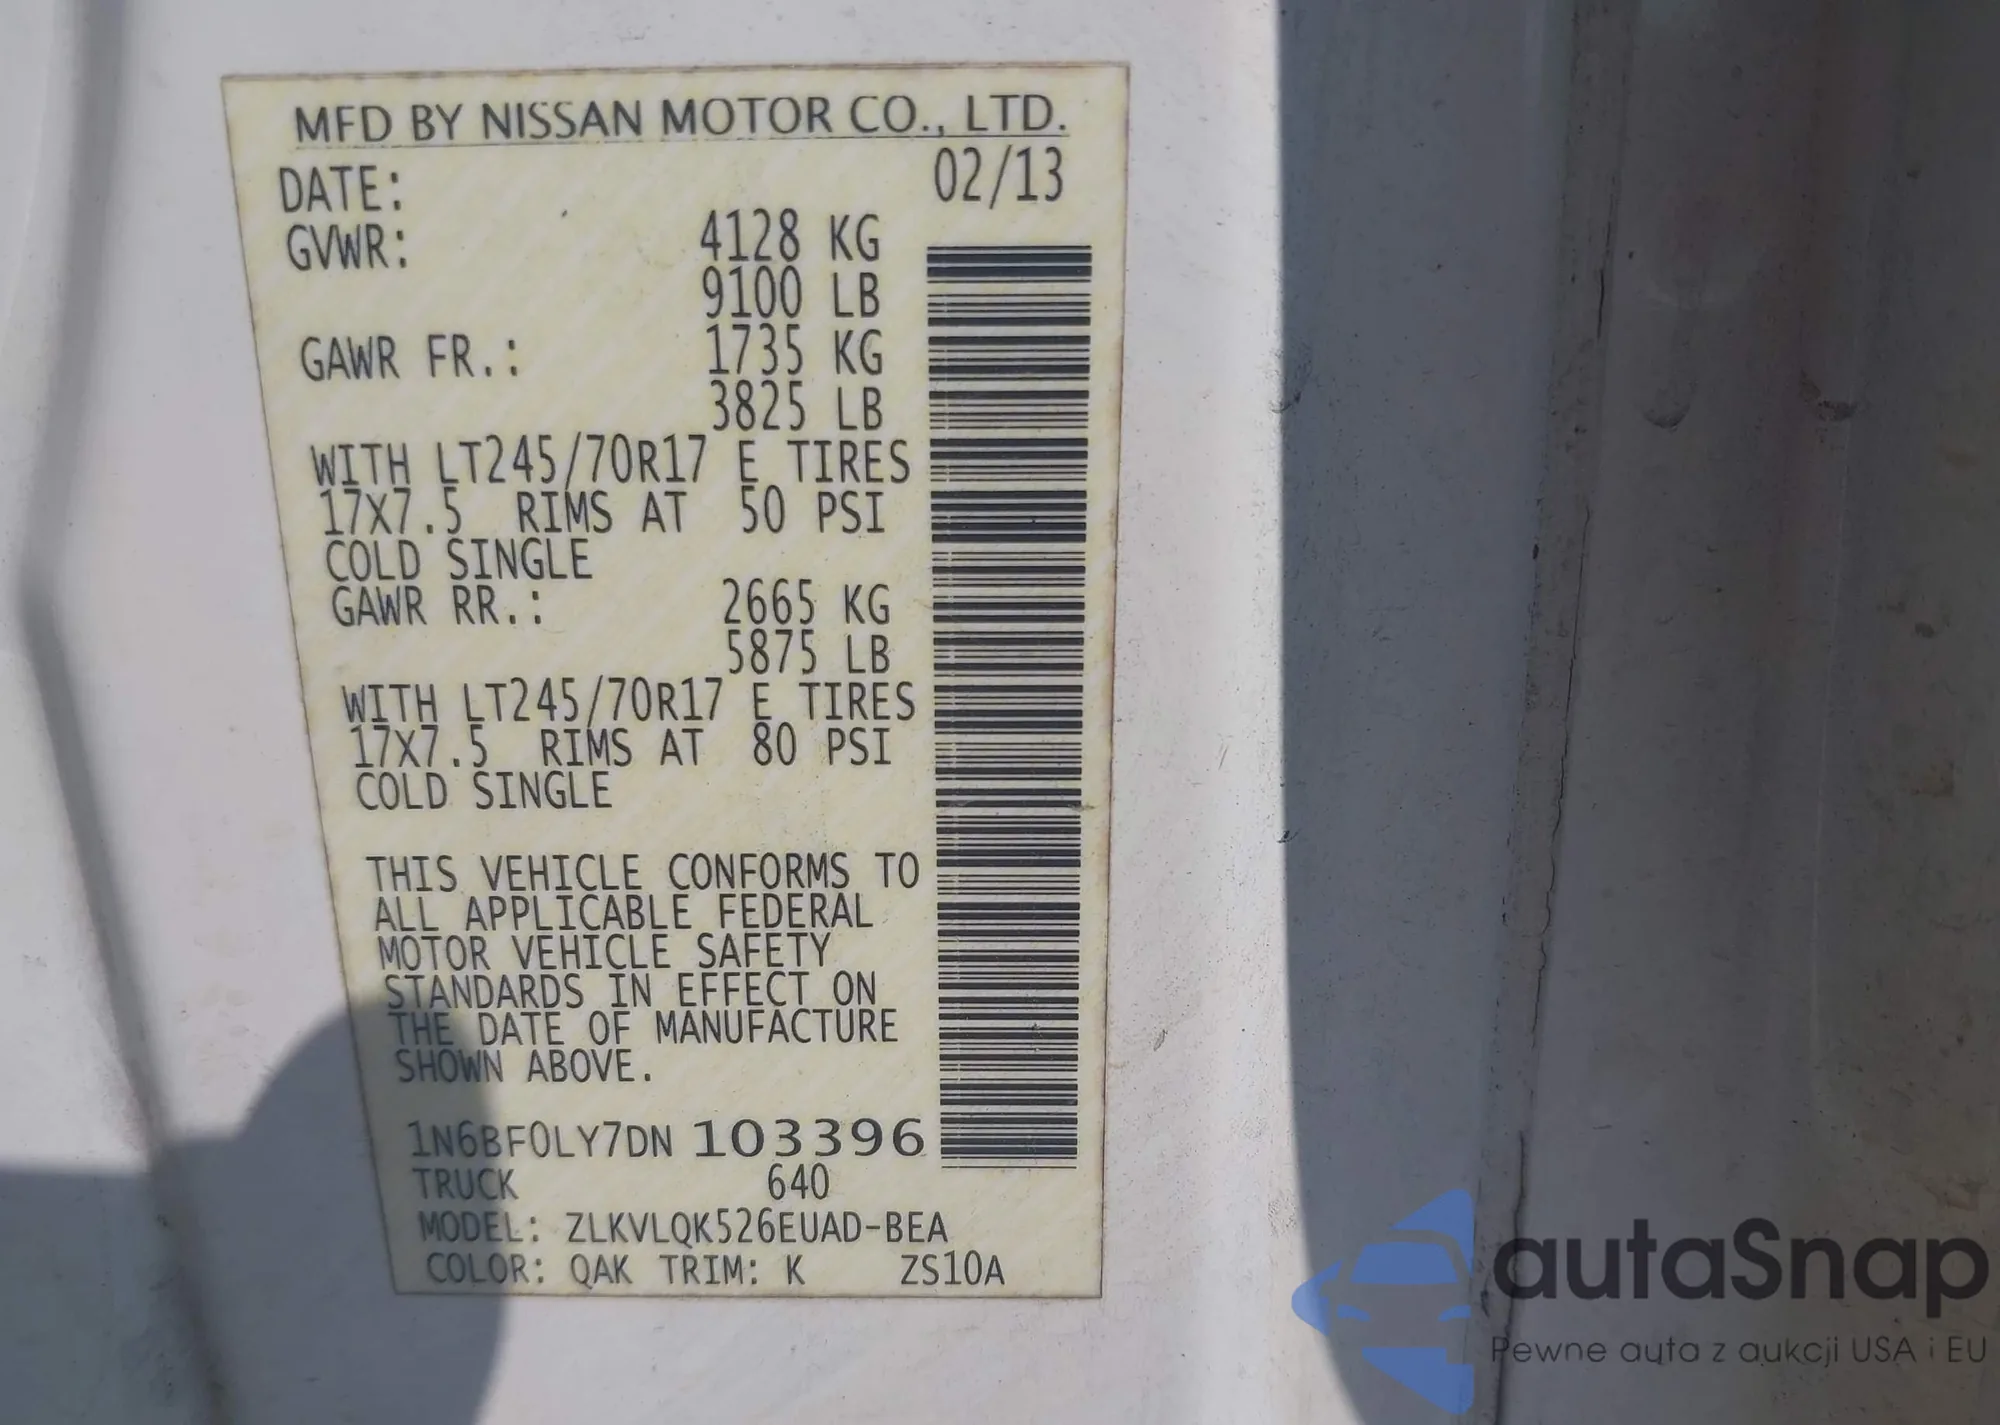 MFD BY NISSAN MOTOR CO., LTD.
DATE: 02/13
GVWR: 4128 KG
9100 LB
GAWR FR.: 1735 KG
3825 LB
WITH LT245/70R17 E TIRES
17X7.5 RIMS AT 50 PSI
COLD SINGLE
GAWR RR.: 2665 KG
5875 LB
WITH LT245/70R17 E TIRES
17X7.5 RIMS AT 80 PSI
COLD SINGLE
THIS VEHICLE CONFORMS TO
ALL APPLICABLE FEDERAL
MOTOR VEHICLE SAFETY
STANDARDS IN EFFECT ON
THE DATE OF MANUFACTURE
SHOWN ABOVE.
1N6BF0LY7DN103396
TRUCK 640
MODEL: ZLKVLQK526EUAD-BEA
COLOR: QAK TRIM: K ZS10A
autaSnap
Pewne auta z aukcji USA i EU